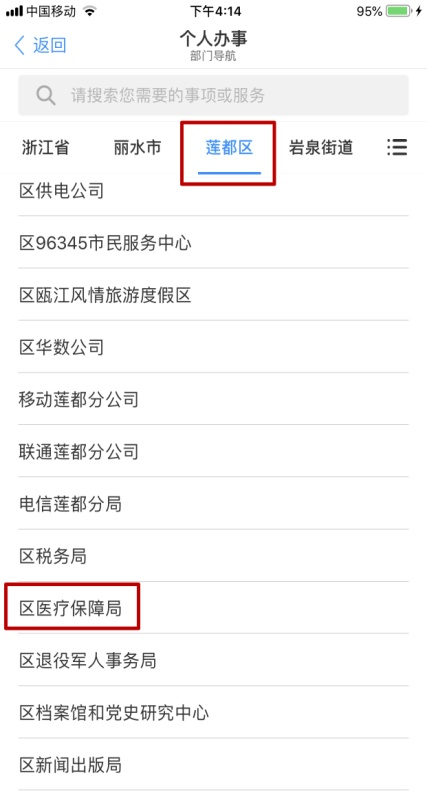 中国移动 下午4:14 95%
返回 个人办事
部门导航
请搜索您需要的事项或服务
浙江省 丽水市 莲都区 岩泉街道
区供电公司
区96345市民服务中心
区瓯江风情旅游度假区
区华数公司
移动莲都分公司
联通莲都分公司
电信莲都分局
区税务局
区医疗保障局
区退役军人事务局
区档案馆和党史研究中心
区新闻出版局